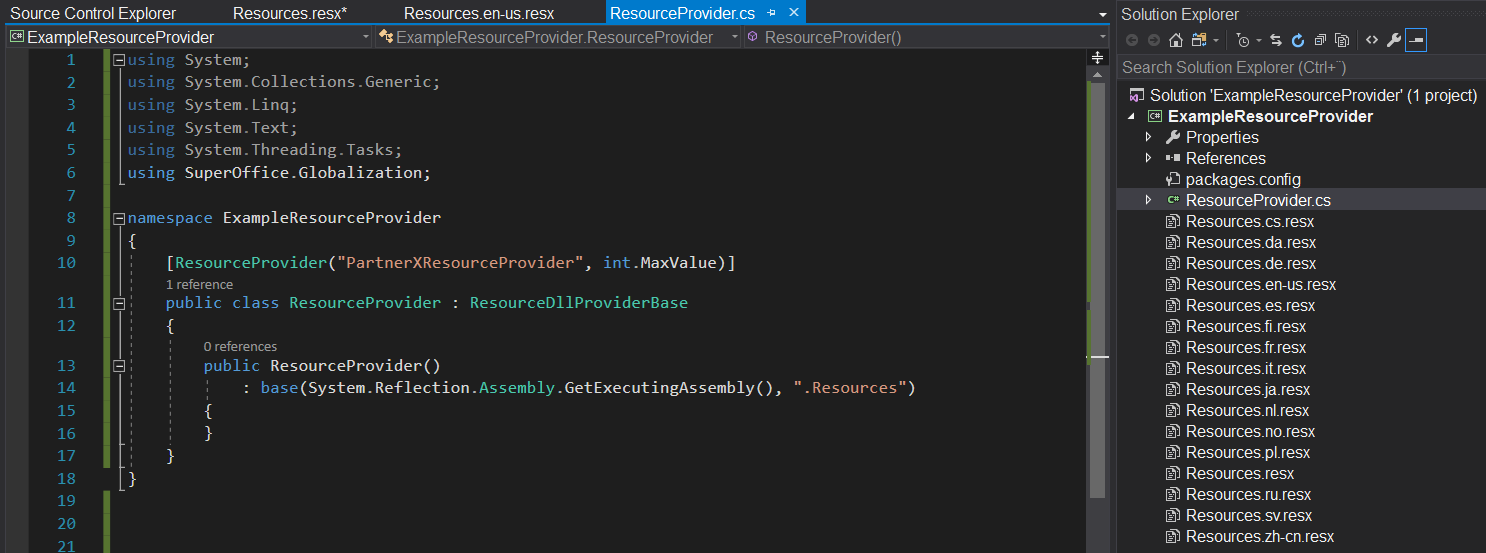 Source Control Explorer Resources.resx* Resources.en-us.resx ResourceProvider.cs
ExampleResourceProvider ExampleResourceProvider.ResourceProvider ResourceProvider()
1 using System;
2 using System.Collections.Generic;
3 using System.Linq;
4 using System.Text;
5 using System.Threading.Tasks;
6 using SuperOffice.Globalization;
7
8 namespace ExampleResourceProvider
9 {
10 [ResourceProvider("PartnerXResourceProvider", int.MaxValue)]
1 reference
11 public class ResourceProvider : ResourceDllProviderBase
12 {
0 references
13 public ResourceProvider()
14 : base(System.Reflection.Assembly.GetExecutingAssembly(), ".Resources")
15 {
16 }
17 }
18 }
19
20
21
Solution Explorer
Search Solution Explorer (Ctrl+¨)
Solution 'ExampleResourceProvider' (1 project)
ExampleResourceProvider
Properties
References
packages.config
ResourceProvider.cs
Resources.cs.resx
Resources.da.resx
Resources.de.resx
Resources.en-us.resx
Resources.es.resx
Resources.fi.resx
Resources.fr.resx
Resources.it.resx
Resources.ja.resx
Resources.nl.resx
Resources.no.resx
Resources.pl.resx
Resources.resx
Resources.ru.resx
Resources.sv.resx
Resources.zh-cn.resx